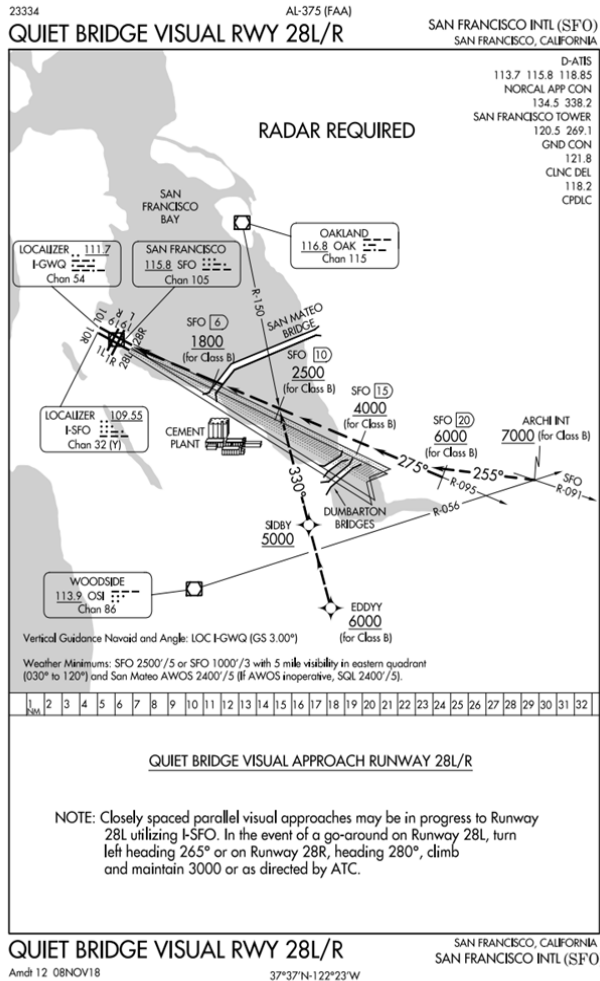 23334
AL-375 (FAA)
QUIET BRIDGE VISUAL RWY 28L/R
SAN FRANCISCO INTL (SFO)
SAN FRANCISCO, CALIFORNIA
D-ATIS
113.7 115.8 118.85
NORCAL APP CON
134.5 338.2
SAN FRANCISCO TOWER
120.5 269.1
GND CON
121.8
CLNC DEL
118.2
CPDLC
RADAR REQUIRED
SAN
FRANCISCO
BAY
OAKLAND
116.8 OAK
Chan 115
LOCALIZER 111.7
I-GWQ
Chan 54
SAN FRANCISCO
115.8 SFO
Chan 105
R-150
10L
10R
19L
19R
1L
1R
28L
28R
SFO 6
1800
(for Class B)
SAN MATEO
BRIDGE
SFO 10
2500
(for Class B)
SFO 15
4000
(for Class B)
SFO 20
6000
(for Class B)
ARCHI INT
7000 (for Class B)
LOCALIZER 109.55
I-SFO
Chan 32 (Y)
CEMENT
PLANT
275°
255°
R-095
SFO
R-091
R-056
330°
DUMBARTON
BRIDGES
SIDBY
5000
WOODSIDE
113.9 OSI
Chan 86
EDDYY
6000
(for Class B)
Vertical Guidance Navaid and Angle: LOC I-GWQ (GS 3.00°)
Weather Minimums: SFO 2500'/5 or SFO 1000'/3 with 5 mile visibility in eastern quadrant
(030° to 120°) and San Mateo AWOS 2400'/5 (If AWOS inoperative, SQL 2400'/5).
1 NM 2 3 4 5 6 7 8 9 10 11 12 13 14 15 16 17 18 19 20 21 22 23 24 25 26 27 28 29 30 31 32
QUIET BRIDGE VISUAL APPROACH RUNWAY 28L/R
NOTE: Closely spaced parallel visual approaches may be in progress to Runway
28L utilizing I-SFO. In the event of a go-around on Runway 28L, turn
left heading 265° or on Runway 28R, heading 280°, climb
and maintain 3000 or as directed by ATC.
QUIET BRIDGE VISUAL RWY 28L/R
SAN FRANCISCO, CALIFORNIA
SAN FRANCISCO INTL (SFO
Amdt 12 08NOV18
37°37'N-122°23'W